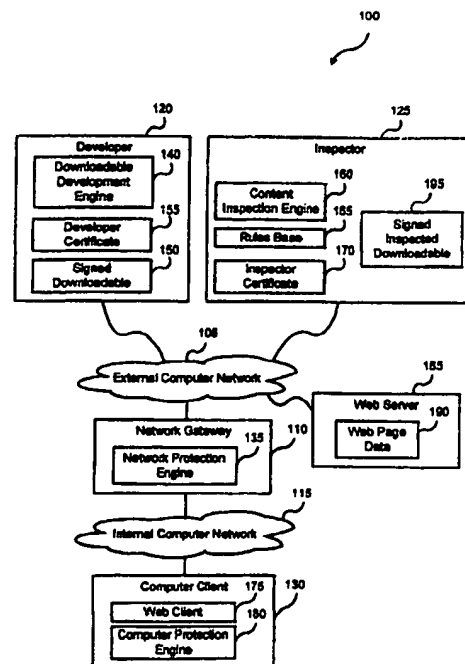 100
120
125
Developer
Inspector
Downloadable
Development
Engine
140
Content
Inspection Engine
160
195
Developer
Certificate
155
Rules Base
165
Signed
Inspected
Downloadable
Signed
Downloadable
150
Inspector
Certificate
170
105
External Computer Network
185
Network Gateway
Network Protection
Engine
135
110
Web Server
Web Page
Data
190
115
Internal Computer Network
Computer Client
Web Client
175
130
Computer Protection
Engine
180